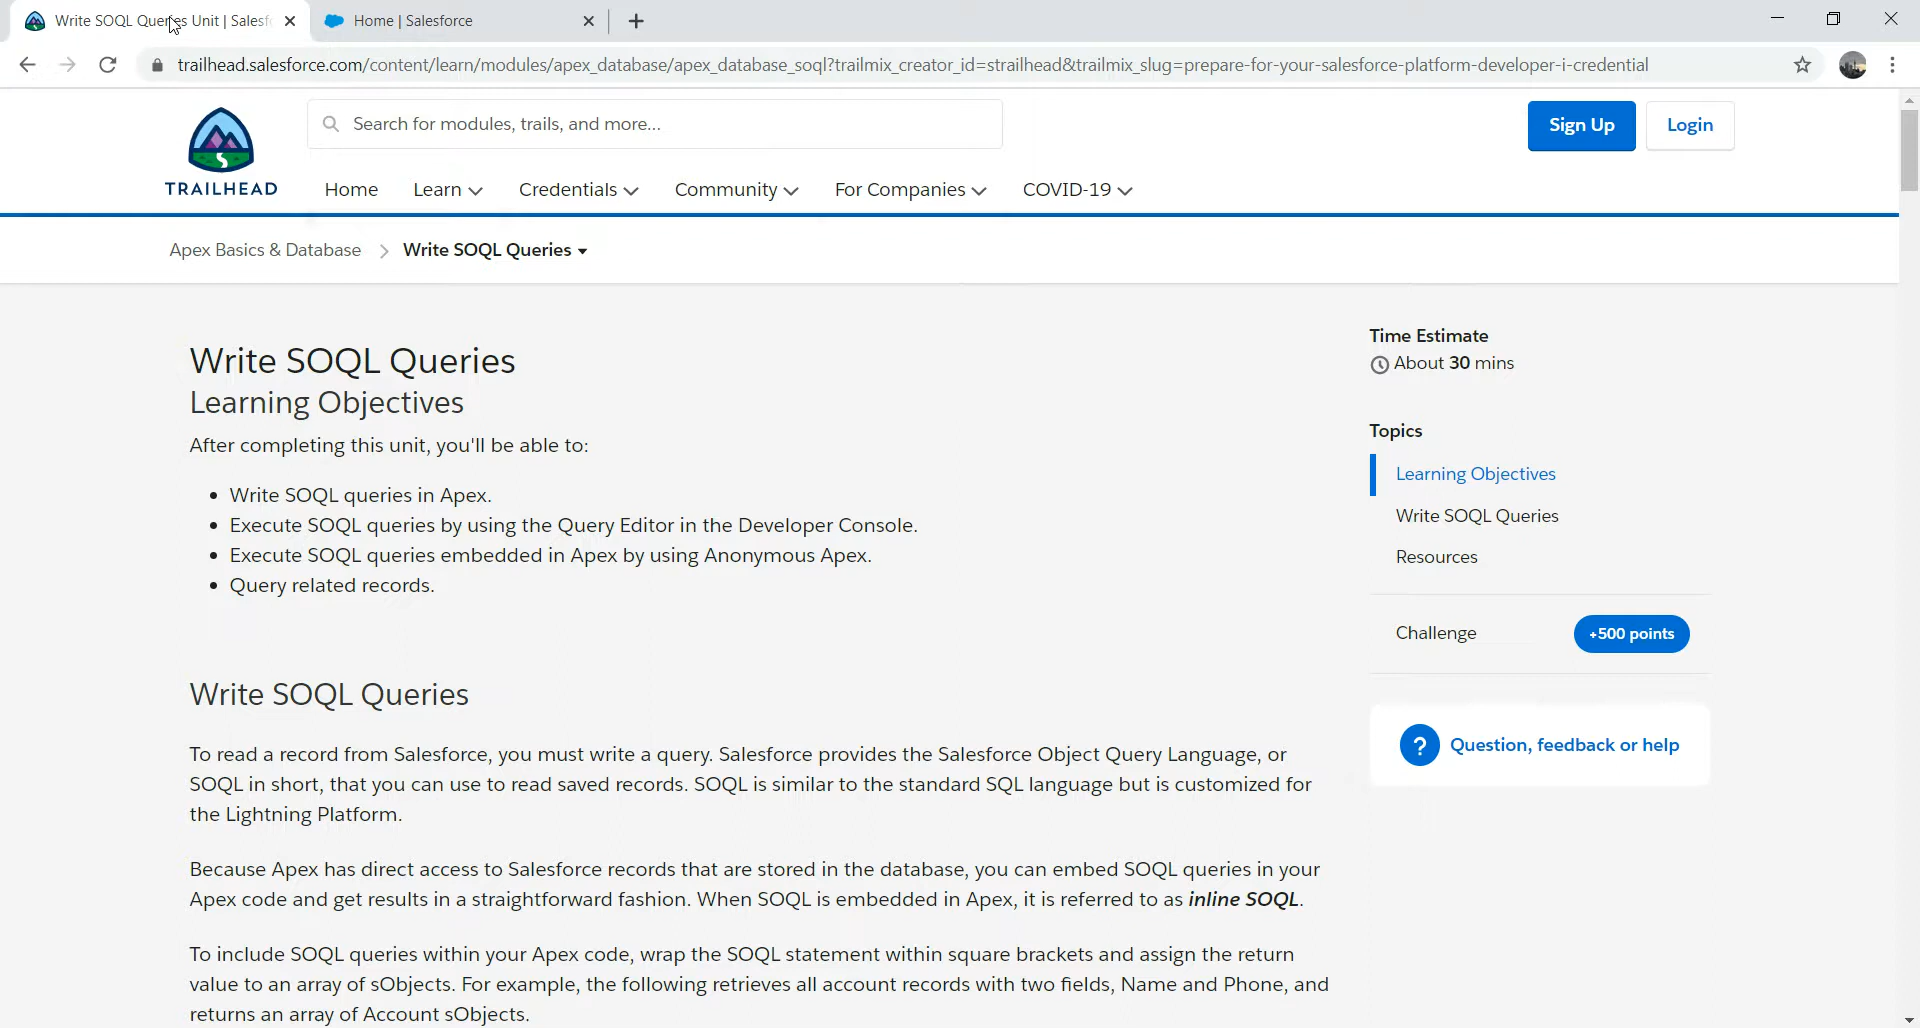 Write SOQL Queries Unit | Salesf
Home | Salesforce
trailhead.salesforce.com/content/learn/modules/apex_database/apex_database_soql?trailmix_creator_id=strailhead&trailmix_slug=prepare-for-your-salesforce-platform-developer-i-credential
TRAILHEAD
Search for modules, trails, and more...
Sign Up
Login
Home
Learn
Credentials
Community
For Companies
COVID-19
Apex Basics & Database
Write SOQL Queries
Write SOQL Queries
Learning Objectives
After completing this unit, you'll be able to:
• Write SOQL queries in Apex.
• Execute SOQL queries by using the Query Editor in the Developer Console.
• Execute SOQL queries embedded in Apex by using Anonymous Apex.
• Query related records.
Write SOQL Queries
To read a record from Salesforce, you must write a query. Salesforce provides the Salesforce Object Query Language, or
SOQL in short, that you can use to read saved records. SOQL is similar to the standard SQL language but is customized for
the Lightning Platform.
Because Apex has direct access to Salesforce records that are stored in the database, you can embed SOQL queries in your
Apex code and get results in a straightforward fashion. When SOQL is embedded in Apex, it is referred to as inline SOQL.
To include SOQL queries within your Apex code, wrap the SOQL statement within square brackets and assign the return
value to an array of sObjects. For example, the following retrieves all account records with two fields, Name and Phone, and
returns an array of Account sObjects.
Time Estimate
About 30 mins
Topics
Learning Objectives
Write SOQL Queries
Resources
Challenge
+500 points
? Question, feedback or help